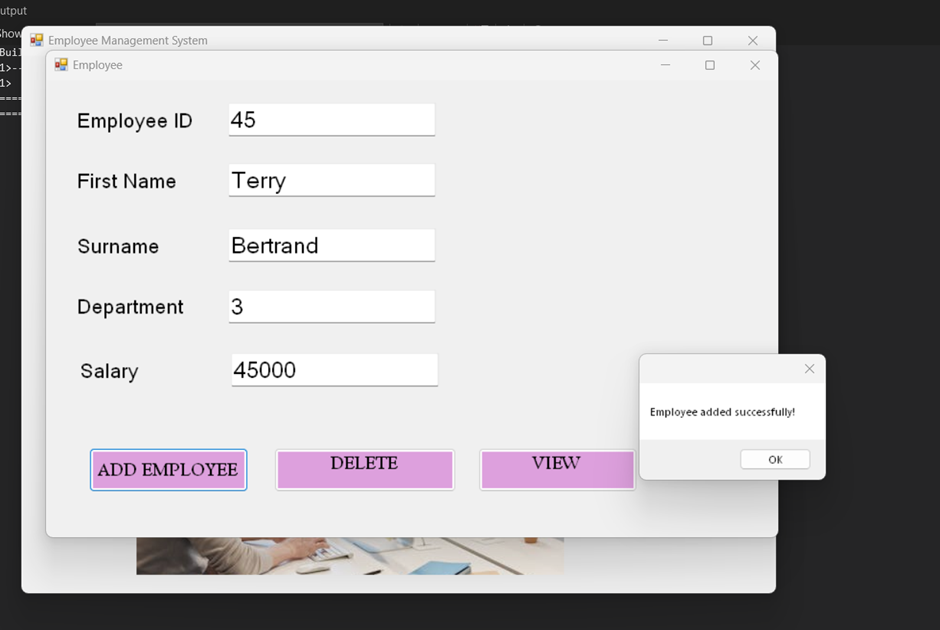 utput
Show
Buil
1>--
1>
====
====
Employee Management System
Employee
Employee ID 45
First Name Terry
Surname Bertrand
Department 3
Salary 45000
ADD EMPLOYEE DELETE VIEW
Employee added successfully!
OK